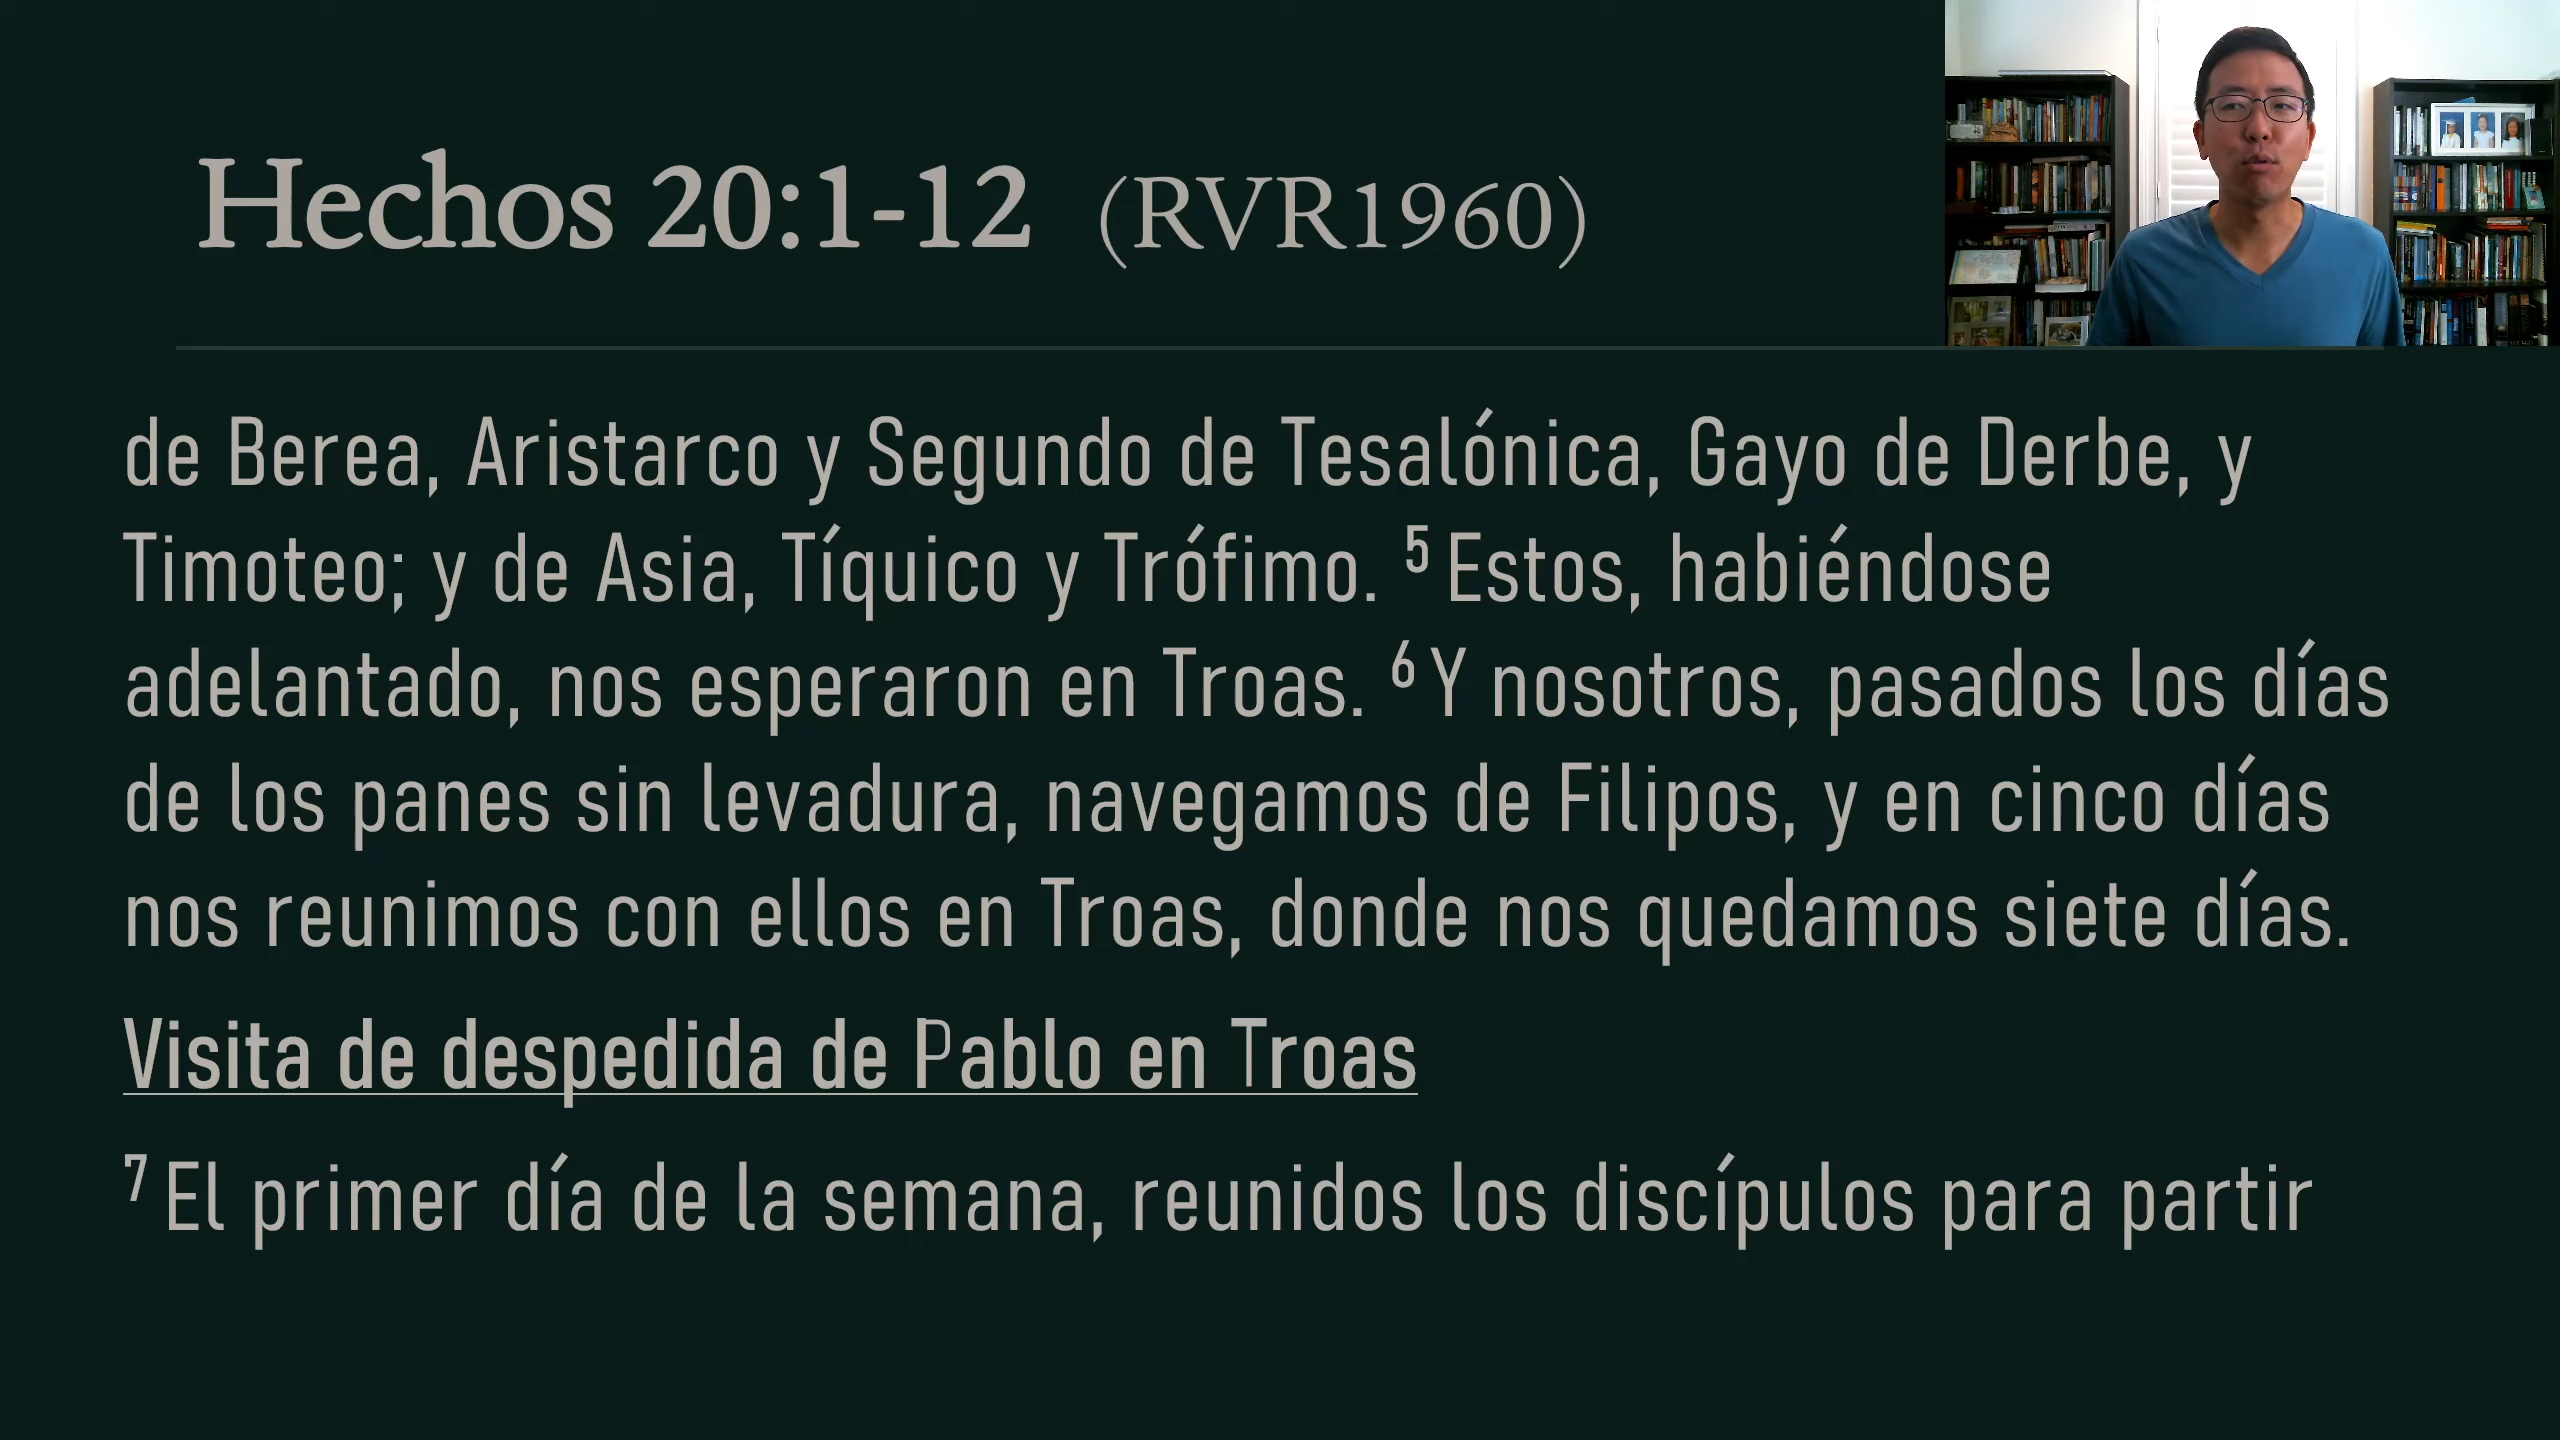 Hechos 20:1-12 (RVR1960)
de Berea, Aristarco y Segundo de Tesalónica, Gayo de Derbe, y
Timoteo; y de Asia, Tíquico y Trófimo. 5 Estos, habiéndose
adelantado, nos esperaron en Troas. 6 Y nosotros, pasados los días
de los panes sin levadura, navegamos de Filipos, y en cinco días
nos reunimos con ellos en Troas, donde nos quedamos siete días.
Visita de despedida de Pablo en Troas
7 El primer día de la semana, reunidos los discípulos para partir